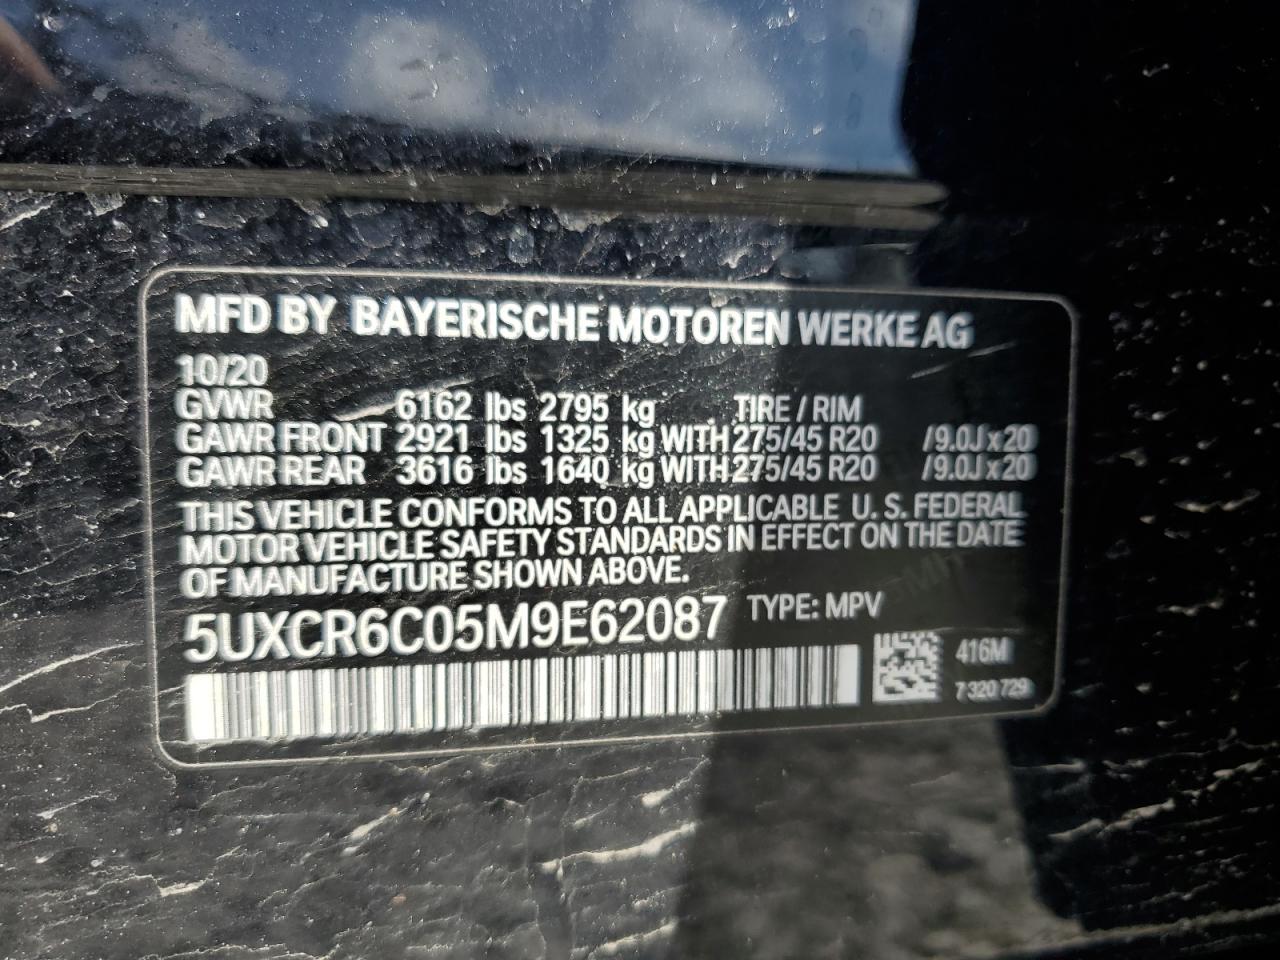 MFD BY BAYERISCHE MOTOREN WERKE AG
10/20
GVWR 6162 lbs 2795 kg TIRE / RIM
GAWR FRONT 2921 lbs 1325 kg WITH 275/45 R20 /9.0J x 20
GAWR REAR 3616 lbs 1640 kg WITH 275/45 R20 /9.0J x 20
THIS VEHICLE CONFORMS TO ALL APPLICABLE U. S. FEDERAL
MOTOR VEHICLE SAFETY STANDARDS IN EFFECT ON THE DATE
OF MANUFACTURE SHOWN ABOVE.
5UXCR6C05M9E62087 TYPE: MPV
416M
7 320 729